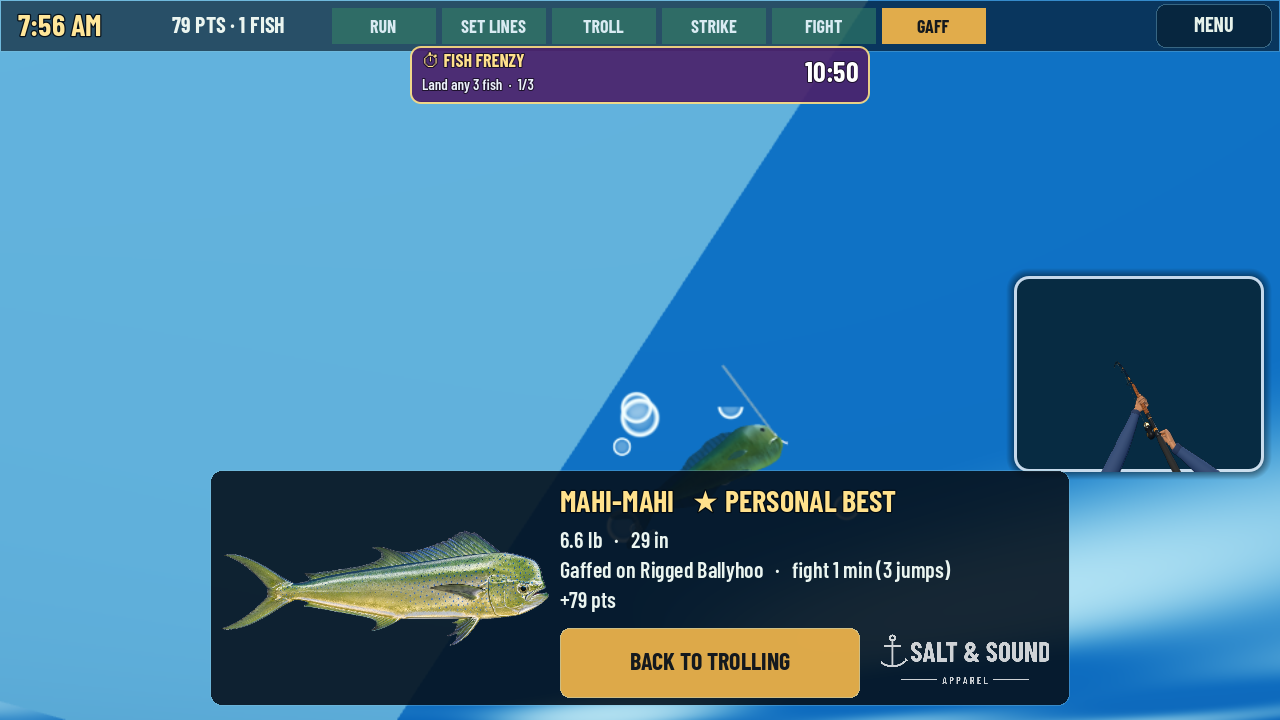 7:56 AM
79 PTS · 1 FISH
RUN
SET LINES
TROLL
STRIKE
FIGHT
GAFF
MENU
⏱ FISH FRENZY
Land any 3 fish · 1/3
10:50
MAHI-MAHI ★ PERSONAL BEST
6.6 lb · 29 in
Gaffed on Rigged Ballyhoo · fight 1 min (3 jumps)
+79 pts
BACK TO TROLLING
SALT & SOUND
APPAREL